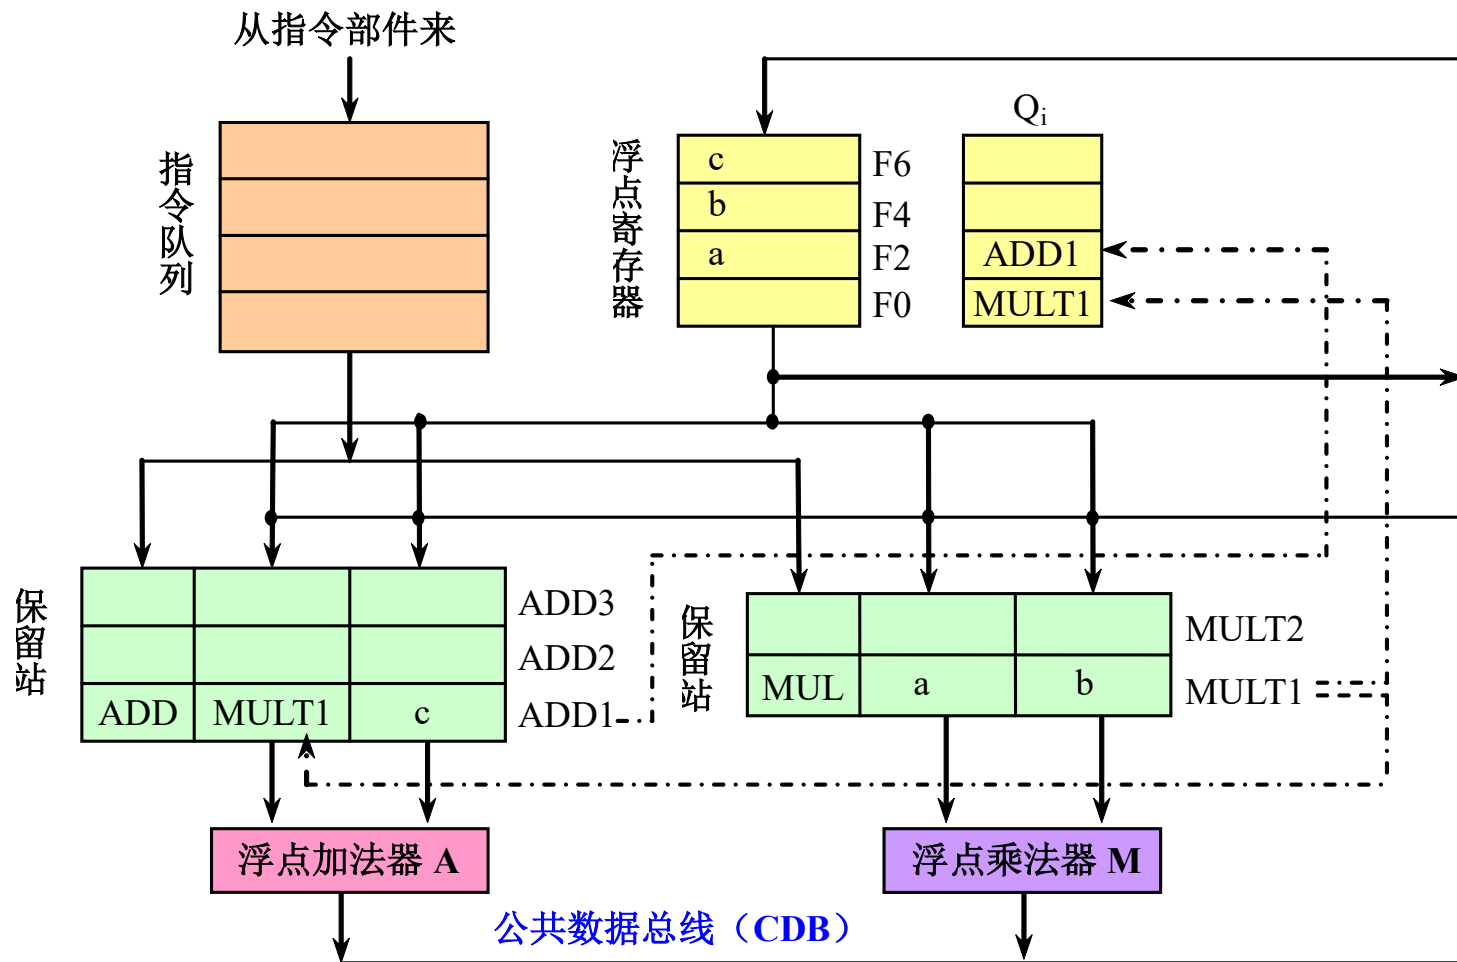 从指令部件来
指令队列
浮点寄存器
Qi
c F6
b F4
a F2 ADD1
F0 MULT1
保留站
ADD3
ADD2
ADD MULT1 c ADD1
保留站
MULT2
MUL a b MULT1
浮点加法器 A
浮点乘法器 M
公共数据总线（CDB）